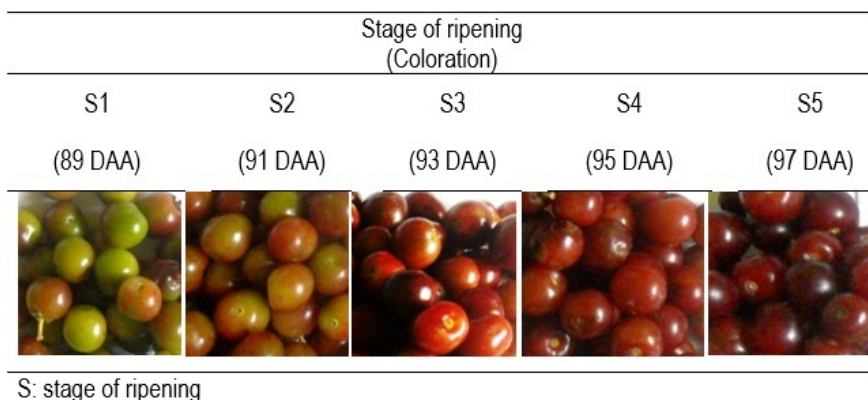 Stage of ripening
(Coloration)
S1 S2 S3 S4 S5
(89 DAA) (91 DAA) (93 DAA) (95 DAA) (97 DAA)
S: stage of ripening